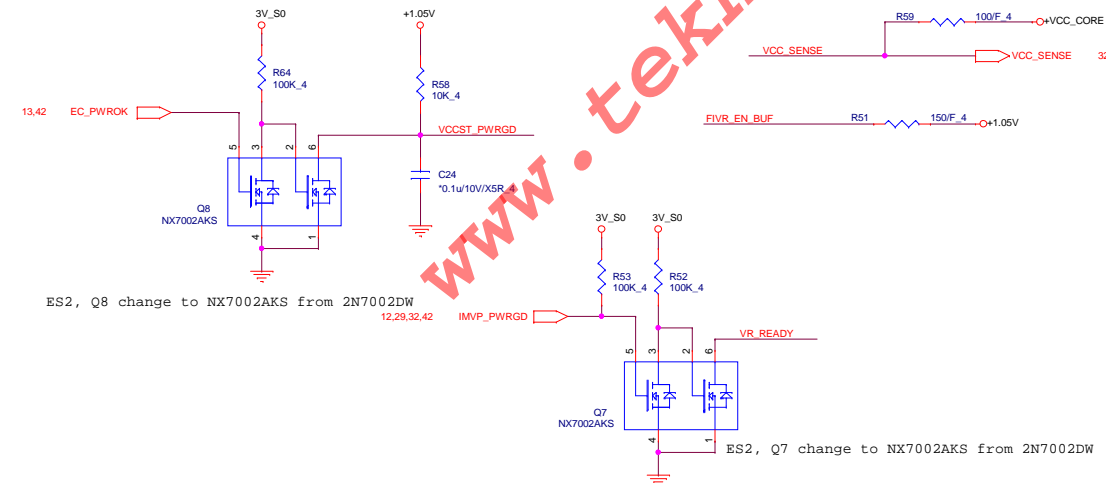 3V_S0
+1.05V
R59
100/F_4
+VCC_CORE
R64
100K_4
R58
10K_4
VCC_SENSE
VCC_SENSE
32
13,42
EC_PWROK
VCCST_PWRGD
FIVR_EN_BUF
R51
150/F_4
+1.05V
5
3
2
6
C24
*0.1u/10V/X5R_4
Q8
NX7002AKS
4
1
3V_S0
3V_S0
R53
100K_4
R52
100K_4
ES2, Q8 change to NX7002AKS from 2N7002DW
12,29,32,42
IMVP_PWRGD
VR_READY
5
3
2
6
Q7
NX7002AKS
4
1
ES2, Q7 change to NX7002AKS from 2N7002DW
www.tekn